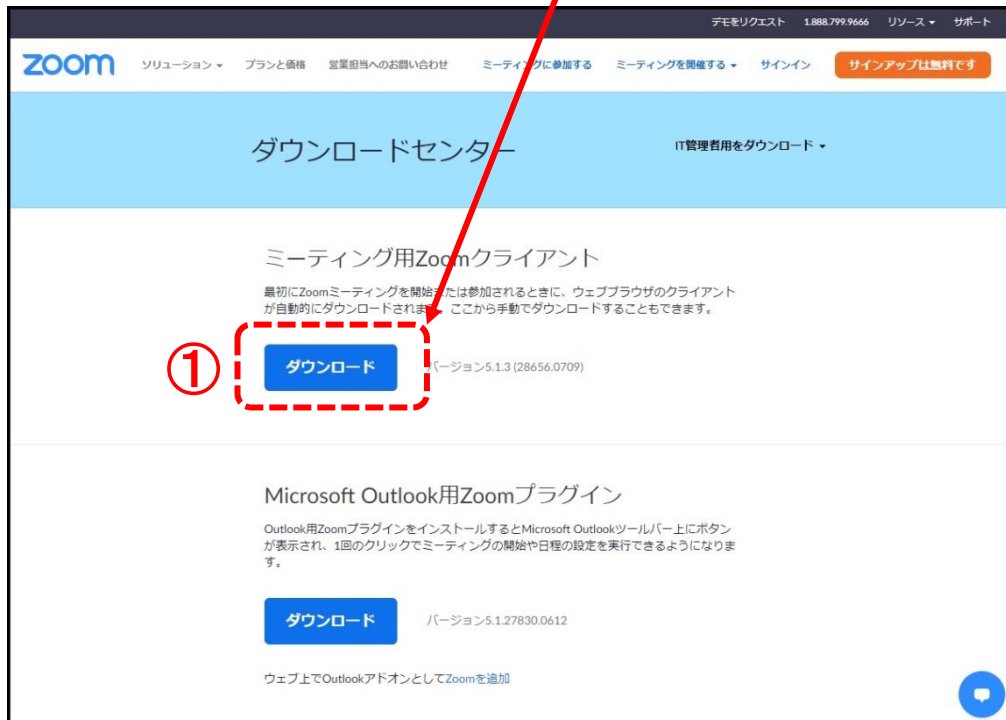 デモをリクエスト 1.888.799.9666 リソース サポート
zoom ソリューション プランと価格 営業担当へのお問い合わせ ミーティングに参加する ミーティングを開催する サインイン サインアップは無料です
ダウンロードセンター IT管理者用をダウンロード
ミーティング用Zoomクライアント
最初にZoomミーティングを開始または参加されるときに、ウェブブラウザのクライアント
が自動的にダウンロードされます。ここから手動でダウンロードすることもできます。
① ダウンロード バージョン5.1.3 (28656.0709)
Microsoft Outlook用Zoomプラグイン
Outlook用ZoomプラグインをインストールするとMicrosoft Outlookツールバー上にボタン
が表示され、1回のクリックでミーティングの開始や日程の設定を実行できるようになりま
す。
ダウンロード バージョン5.1.27830.0612
ウェブ上でOutlookアドオンとしてZoomを追加